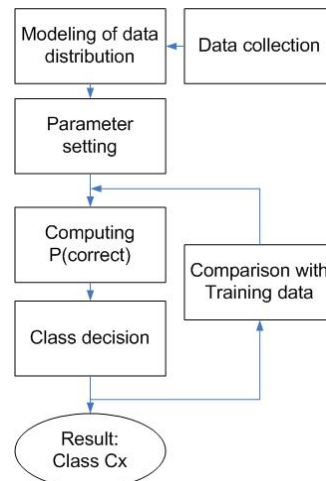 Modeling of data
distribution
Data collection
Parameter
setting
Computing
P(correct)
Comparison with
Training data
Class decision
Result:
Class Cx